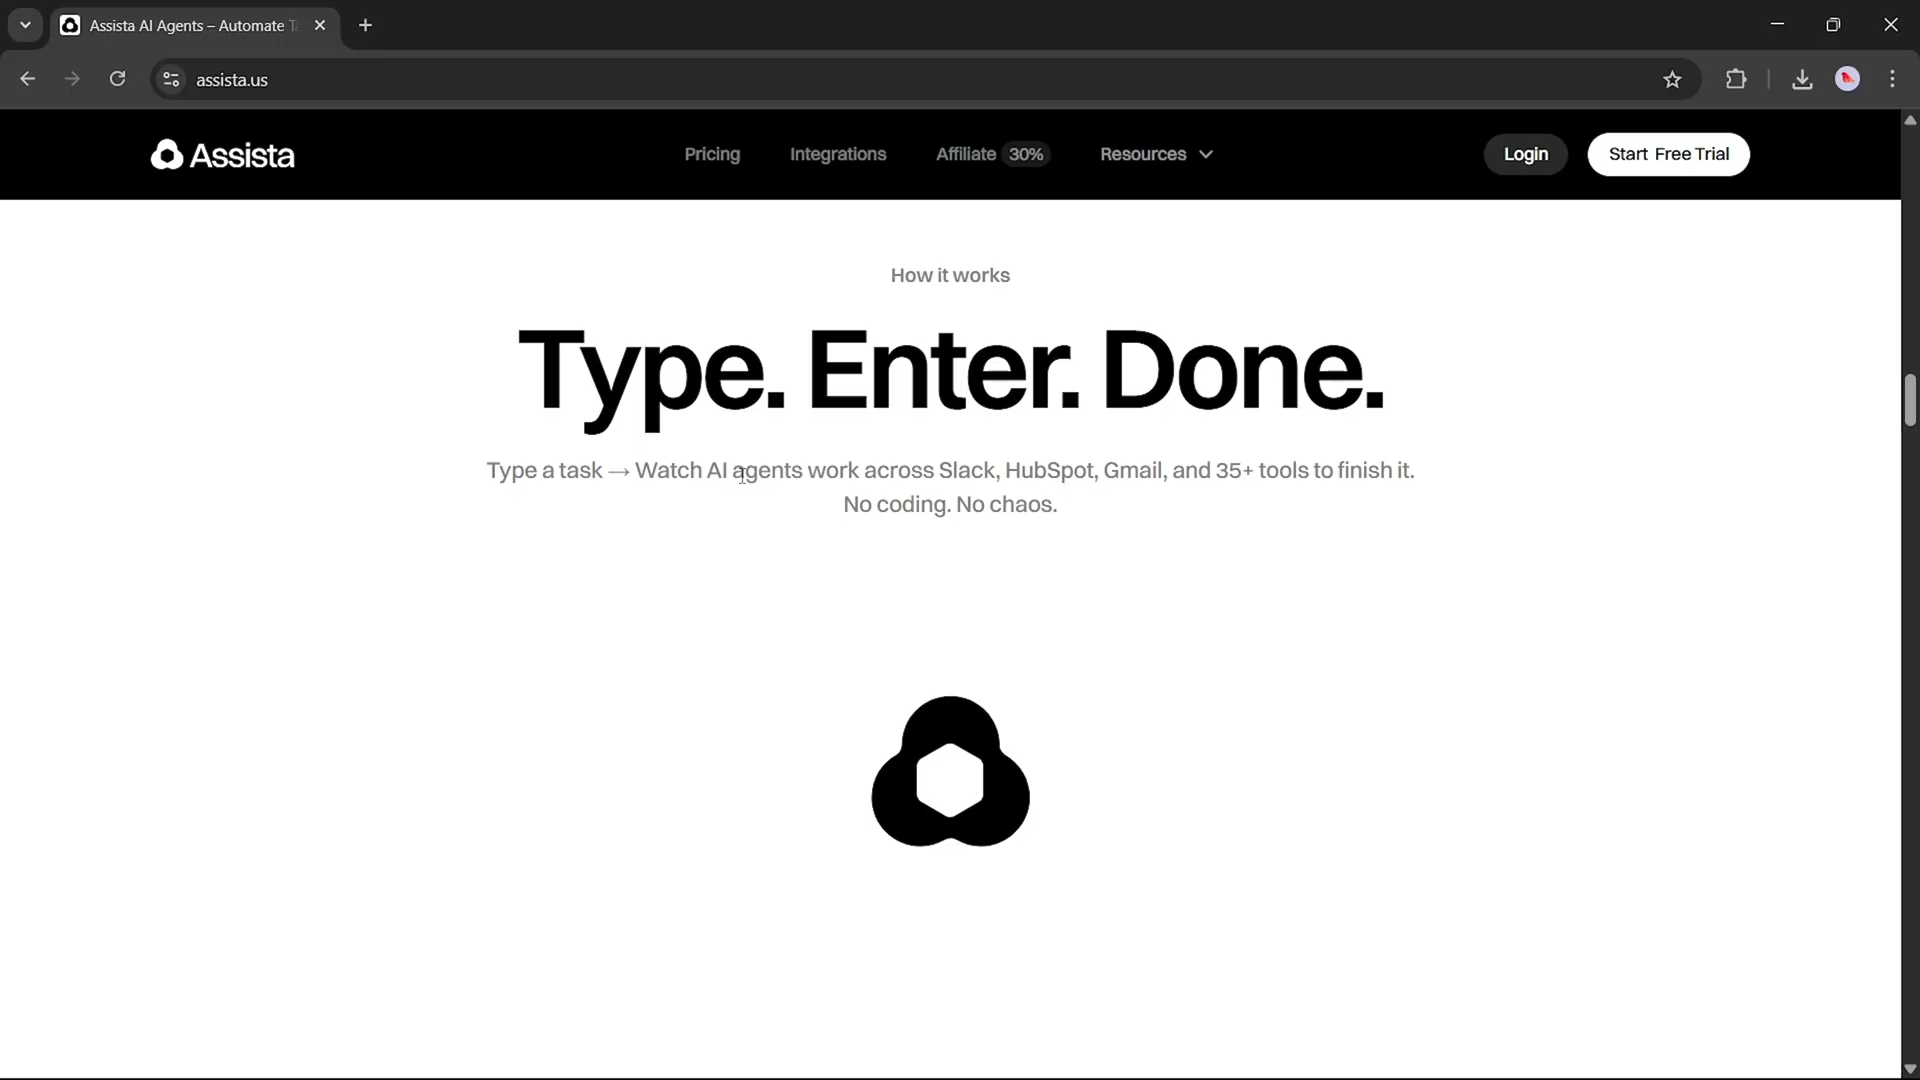 Assista AI Agents – Automate Ta
assista.us
Assista
Pricing
Integrations
Affiliate 30%
Resources
Login
Start Free Trial
How it works
Type. Enter. Done.
Type a task → Watch AI agents work across Slack, HubSpot, Gmail, and 35+ tools to finish it.
No coding. No chaos.